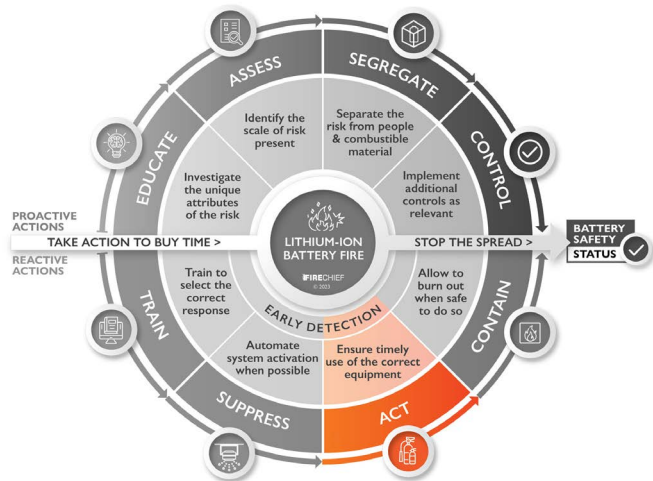 ASSESS
SEGREGATE
EDUCATE
CONTROL
Identify the
scale of risk
present
Separate the
risk from people
& combustible
material
Investigate
the unique
attributes
of the risk
Implement
additional
controls as
relevant
PROACTIVE
ACTIONS
TAKE ACTION TO BUY TIME >
LITHIUM-ION
BATTERY FIRE
FIRECHIEF
© 2023
STOP THE SPREAD >
BATTERY
SAFETY
STATUS
REACTIVE
ACTIONS
Train to
select the
correct
response
EARLY DETECTION
Allow to
burn out
when safe
to do so
Automate
system activation
when possible
Ensure timely
use of the correct
equipment
TRAIN
CONTAIN
SUPPRESS
ACT